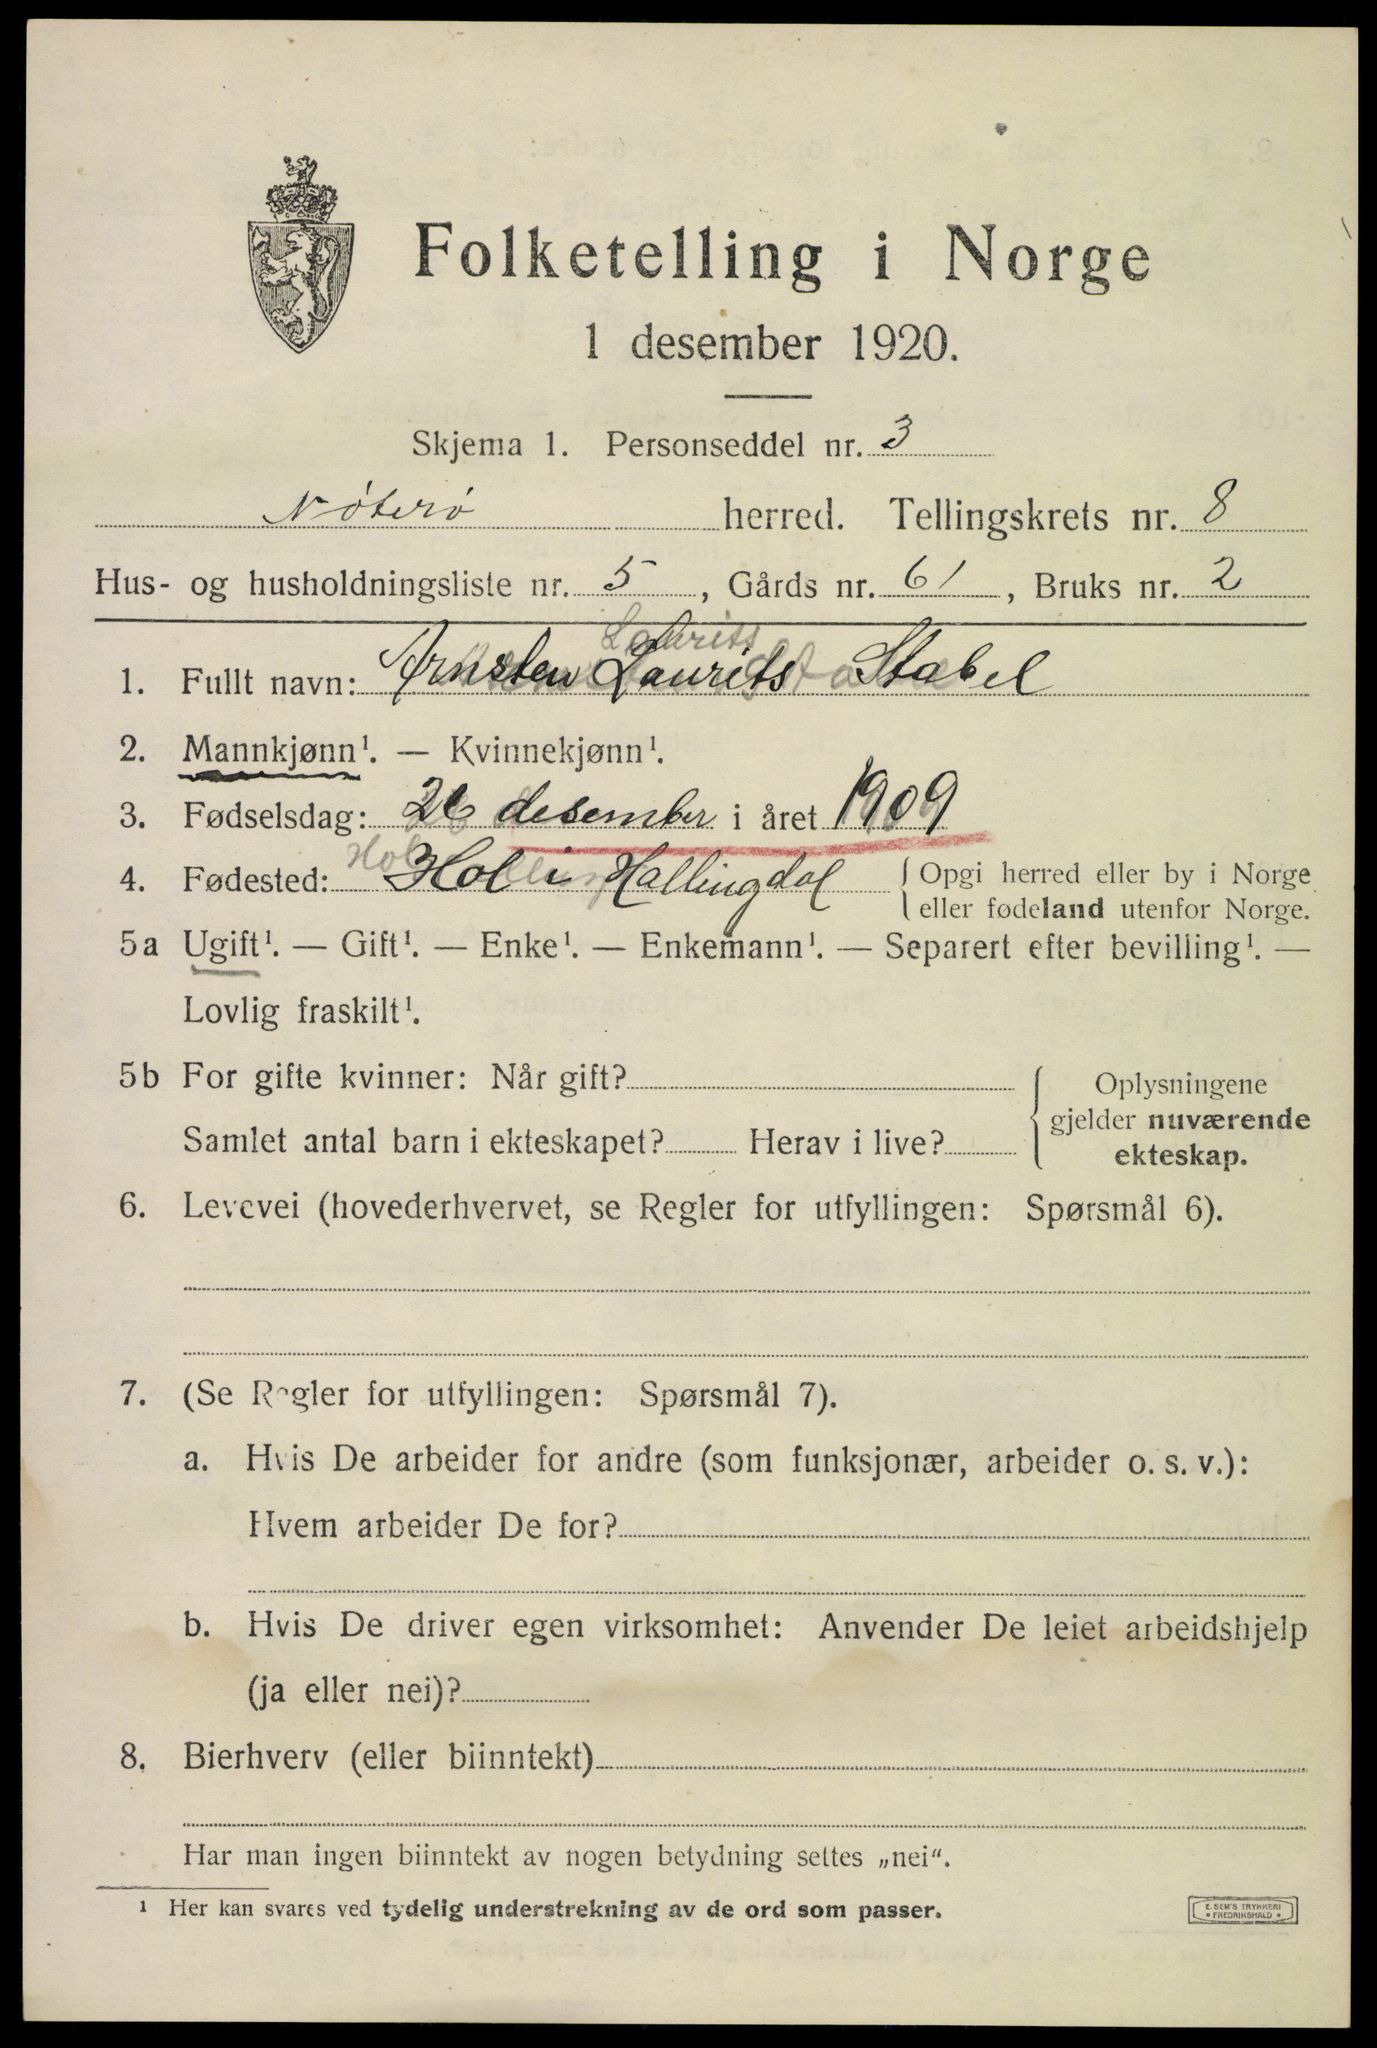 Folketelling i Norge
1 desember 1920.
Skjema 1. Personseddel nr. 3
Nöterö herred. Tellingskrets nr. 8
Hus- og husholdningsliste nr. 5, Gårds nr. 61, Bruks nr. 2
Laurits
1. Fullt navn: Arnsten Laurits Stabel
2. Mannkjønn¹. — Kvinnekjønn¹.
3. Fødselsdag: 26 desember i året 1909
Hol
4. Fødested: Hol i Hallingdal { Opgi herred eller by i Norge
eller fødeland utenfor Norge.
5a Ugift¹. — Gift¹. — Enke¹. — Enkemann¹. — Separert efter bevilling¹. —
Lovlig fraskilt¹.
5b For gifte kvinner: Når gift?
Samlet antal barn i ekteskapet? Herav i live?
{ Oplysningene
gjelder nuværende
ekteskap.
6. Levevei (hovederhvervet, se Regler for utfyllingen: Spørsmål 6).
7. (Se Regler for utfyllingen: Spørsmål 7).
a. Hvis De arbeider for andre (som funksjonær, arbeider o. s. v.):
Hvem arbeider De for?
b. Hvis De driver egen virksomhet: Anvender De leiet arbeidshjelp
(ja eller nei)?
8. Bierhverv (eller biinntekt)
Har man ingen biinntekt av nogen betydning settes „nei“.
¹ Her kan svares ved tydelig understrekning av de ord som passer.
E. SEM'S TRYKKERI
* FREDRIKSHALD *